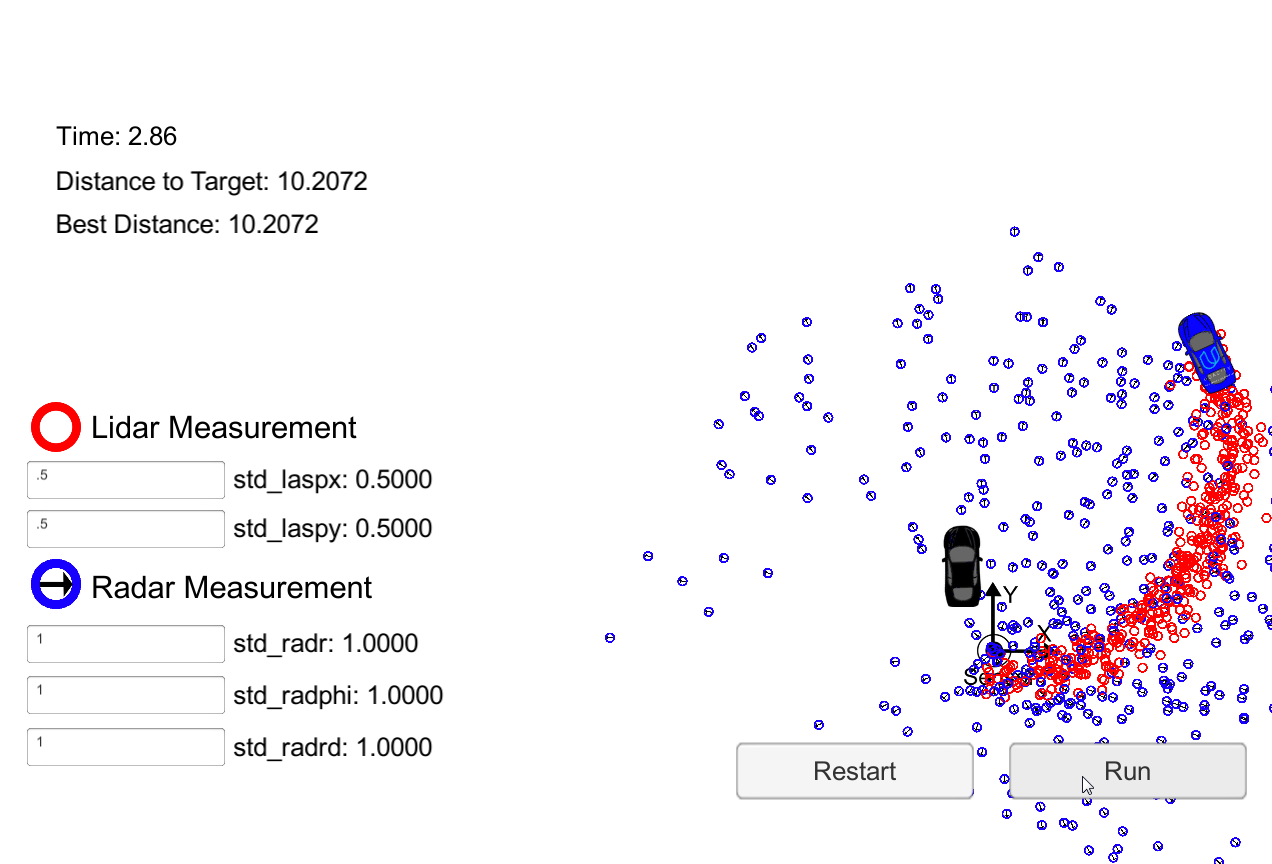 Time: 2.86
Distance to Target: 10.2072
Best Distance: 10.2072
Lidar Measurement
.5
std_laspx: 0.5000
.5
std_laspy: 0.5000
Radar Measurement
1
std_radr: 1.0000
1
std_radphi: 1.0000
1
std_radrd: 1.0000
Y
X
Restart
Run